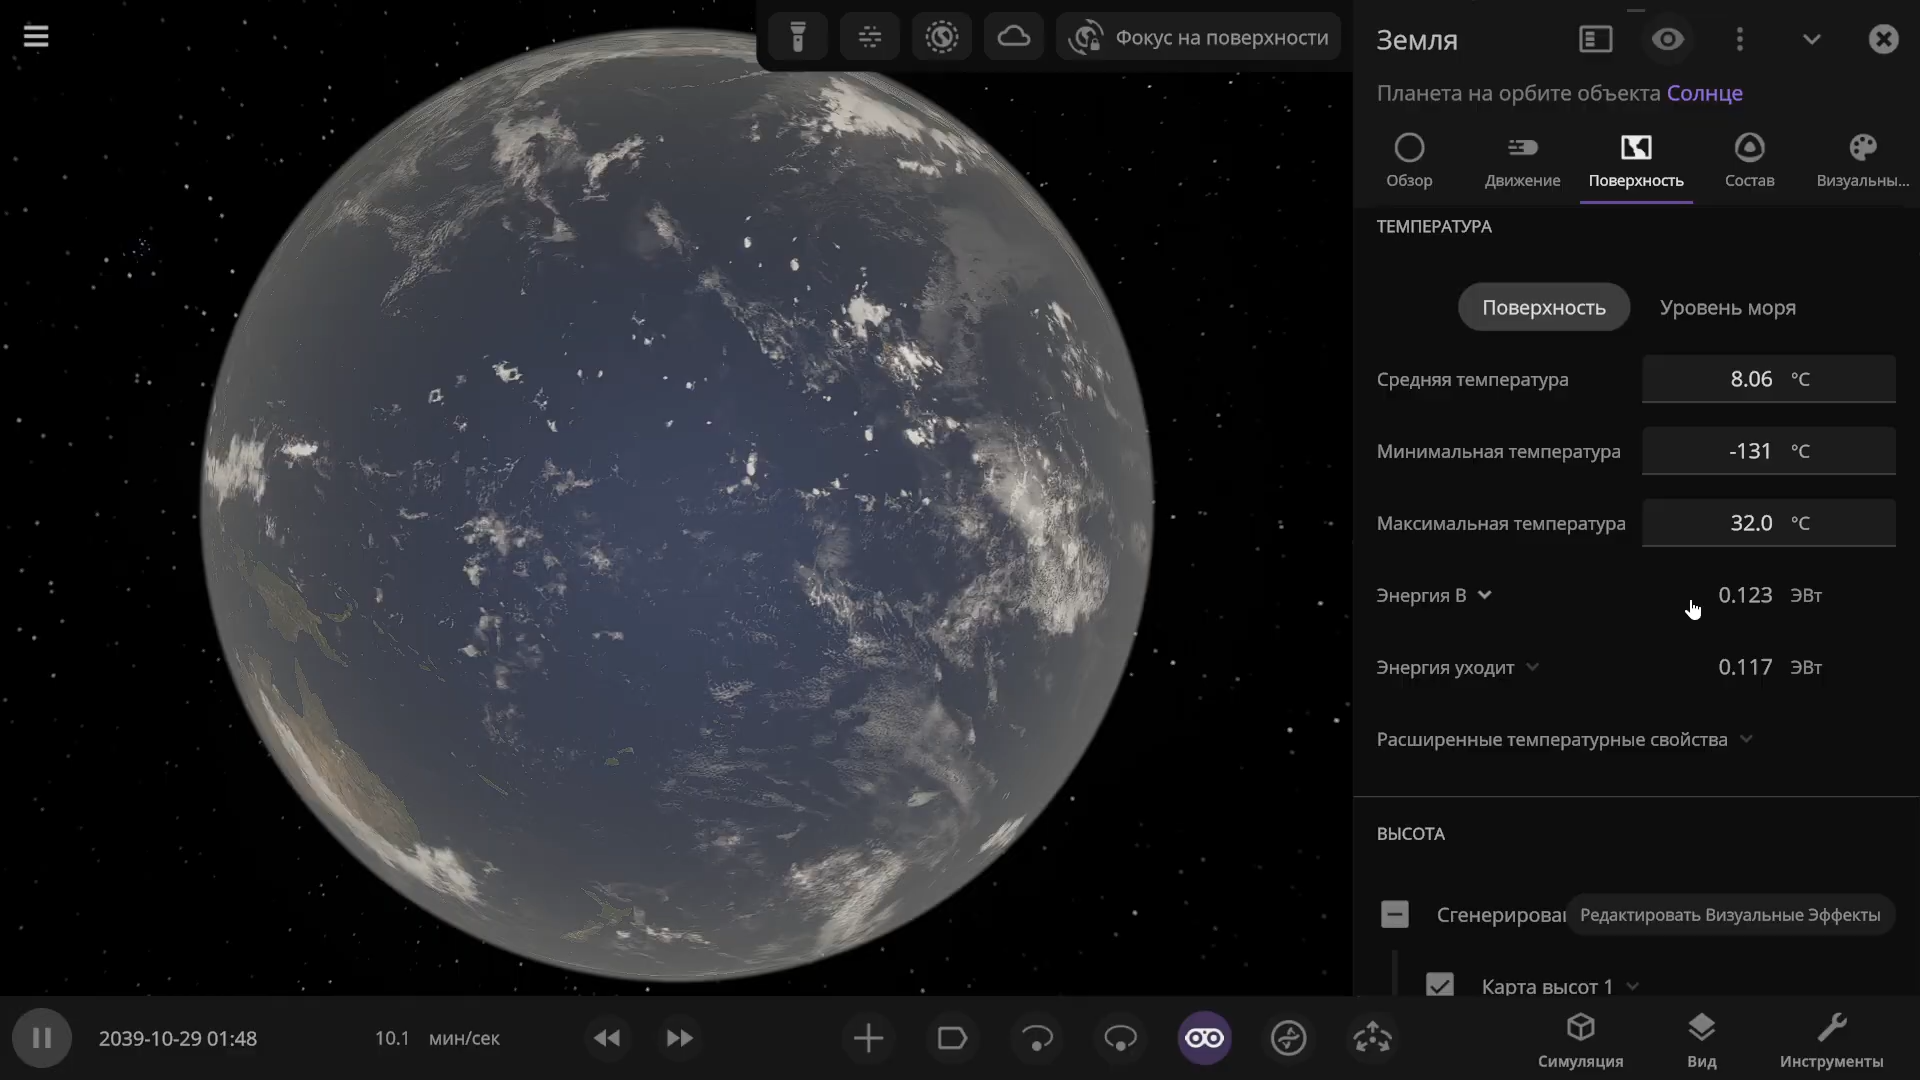 Фокус на поверхности
Земля
Планета на орбите объекта Солнце
Обзор
Движение
Поверхность
Состав
Визуальны...
ТЕМПЕРАТУРА
Поверхность
Уровень моря
Средняя температура 8.06 °C
Минимальная температура -131 °C
Максимальная температура 32.0 °C
Энергия В 0.123 ЭВт
Энергия уходит 0.117 ЭВт
Расширенные температурные свойства
ВЫСОТА
Сгенерирова
Редактировать Визуальные Эффекты
Карта высот 1
2039-10-29 01:48
10.1 мин/сек
Симуляция
Вид
Инструменты